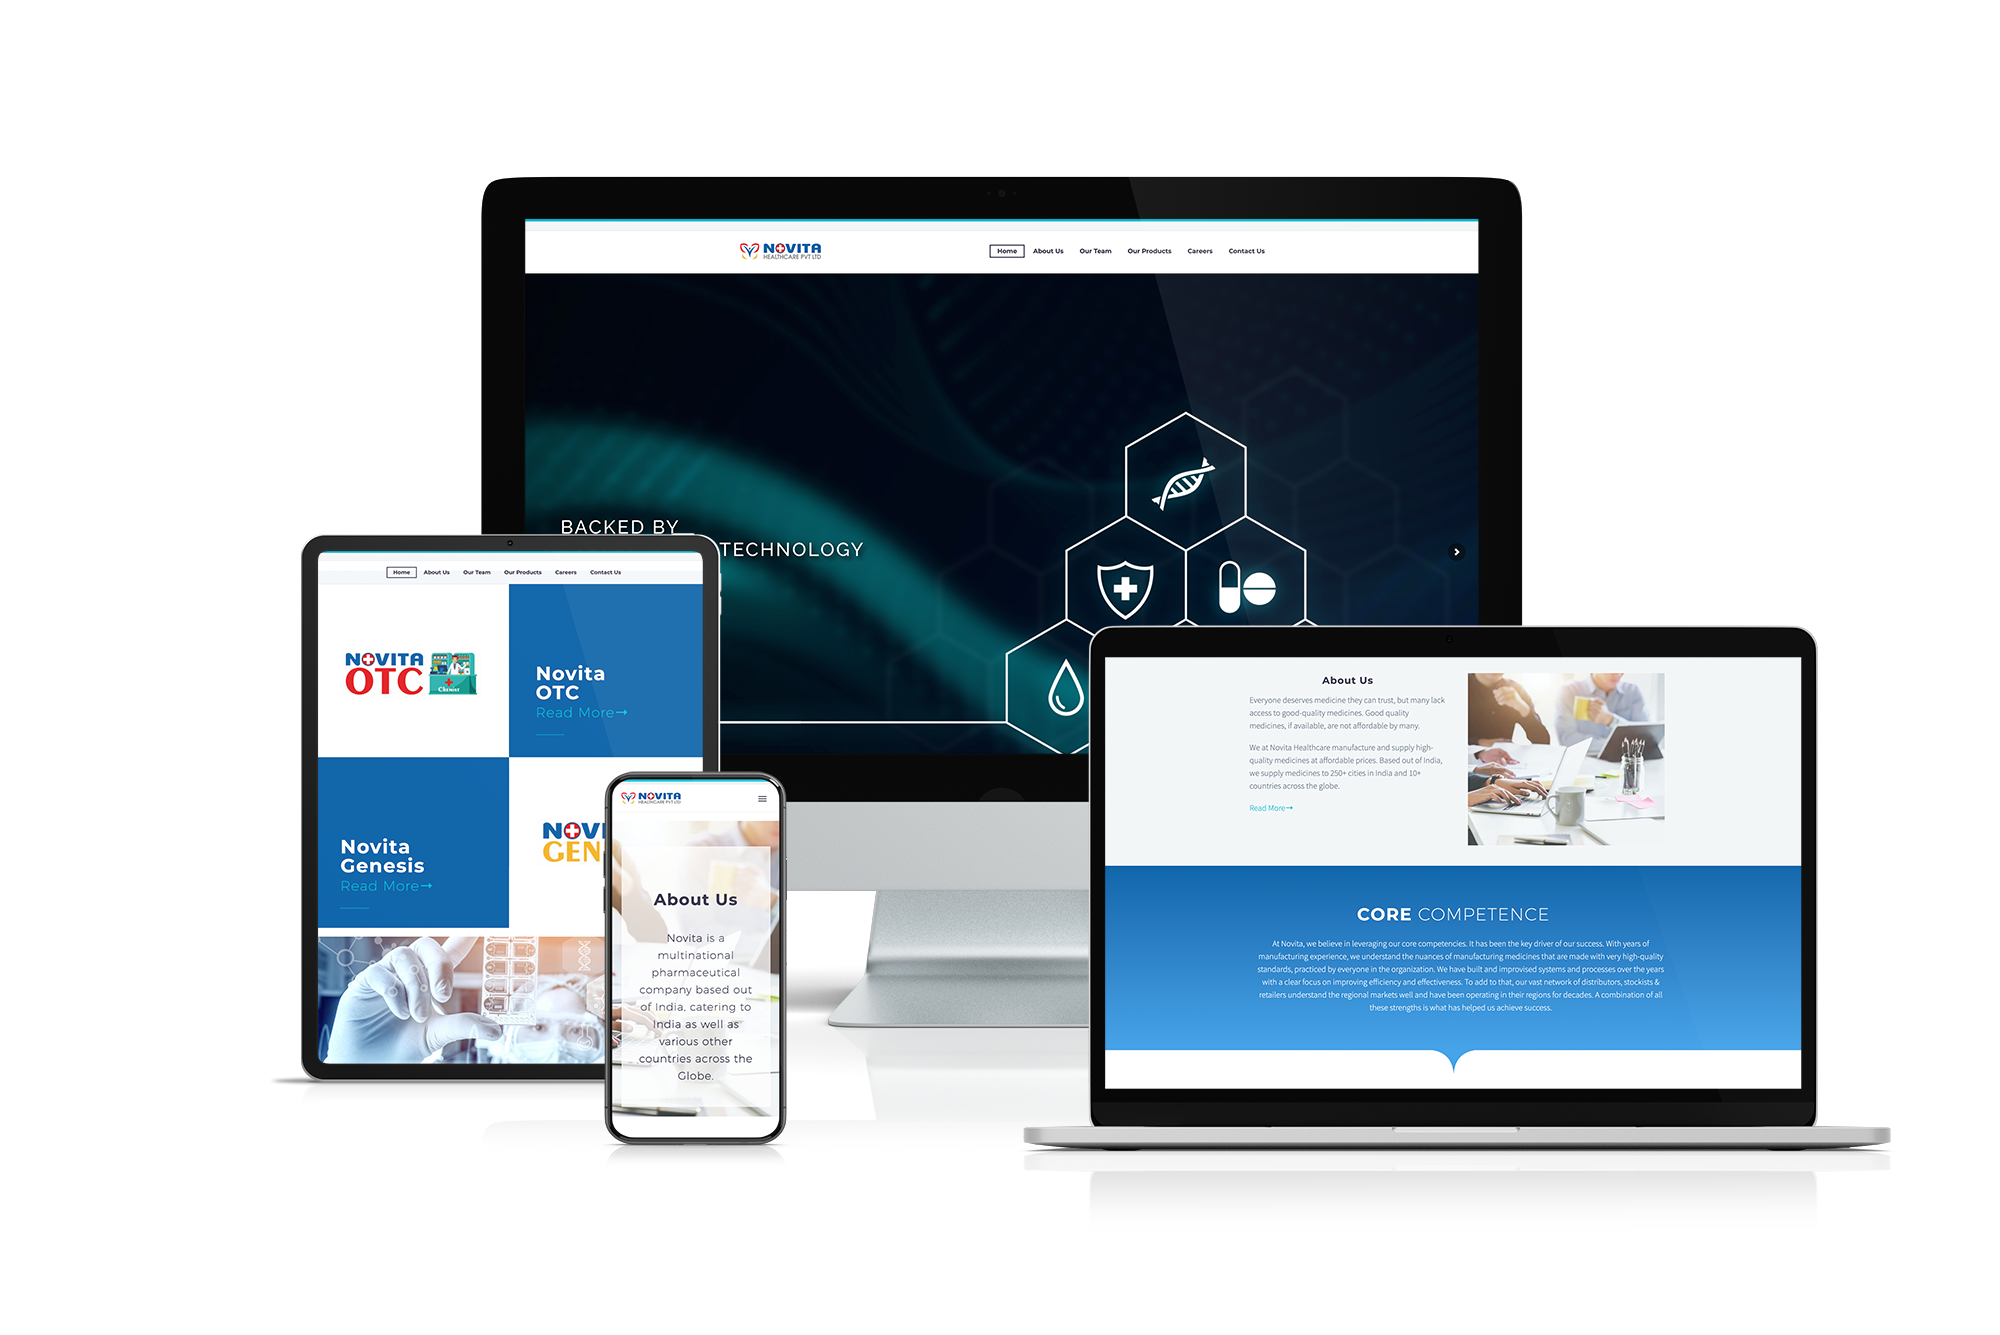 NOVITA
HEALTHCARE PVT LTD
Home About Us Our Team Our Products Careers Contact Us
BACKED BY
TECHNOLOGY
Home About Us Our Team Our Products Careers Contact Us
NOVITA
OTC
CHEMIST
Novita
OTC
Read More→
Novita
Genesis
Read More→
NOVI
GEN
NOVITA
HEALTHCARE PVT LTD
About Us
Novita is a
multinational
pharmaceutical
company based out
of India, catering to
India as well as
various other
countries across the
Globe.
About Us
Everyone deserves medicine they can trust, but many lack
access to good-quality medicines. Good quality
medicines, if available, are not affordable by many.
We at Novita Healthcare manufacture and supply high-
quality medicines at affordable prices. Based out of India,
we supply medicines to 250+ cities in India and 10+
countries across the globe.
Read More→
CORE COMPETENCE
At Novita, we believe in leveraging our core competencies. It has been the key driver of our success. With years of
manufacturing experience, we understand the nuances of manufacturing medicines that are made with very high-quality
standards, practiced by everyone in the organization. We have built and improvised systems and processes over the years
with a clear focus on improving efficiency and effectiveness. To add to that, our vast network of distributors, stockists &
retailers understand the regional markets well and have been operating in their regions for decades. A combination of all
these strengths is what has helped us achieve success.